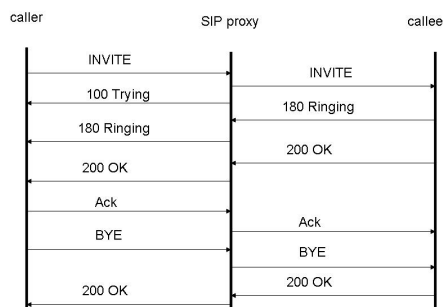 caller
SIP proxy
callee
INVITE
INVITE
100 Trying
180 Ringing
180 Ringing
200 OK
200 OK
Ack
Ack
BYE
BYE
200 OK
200 OK